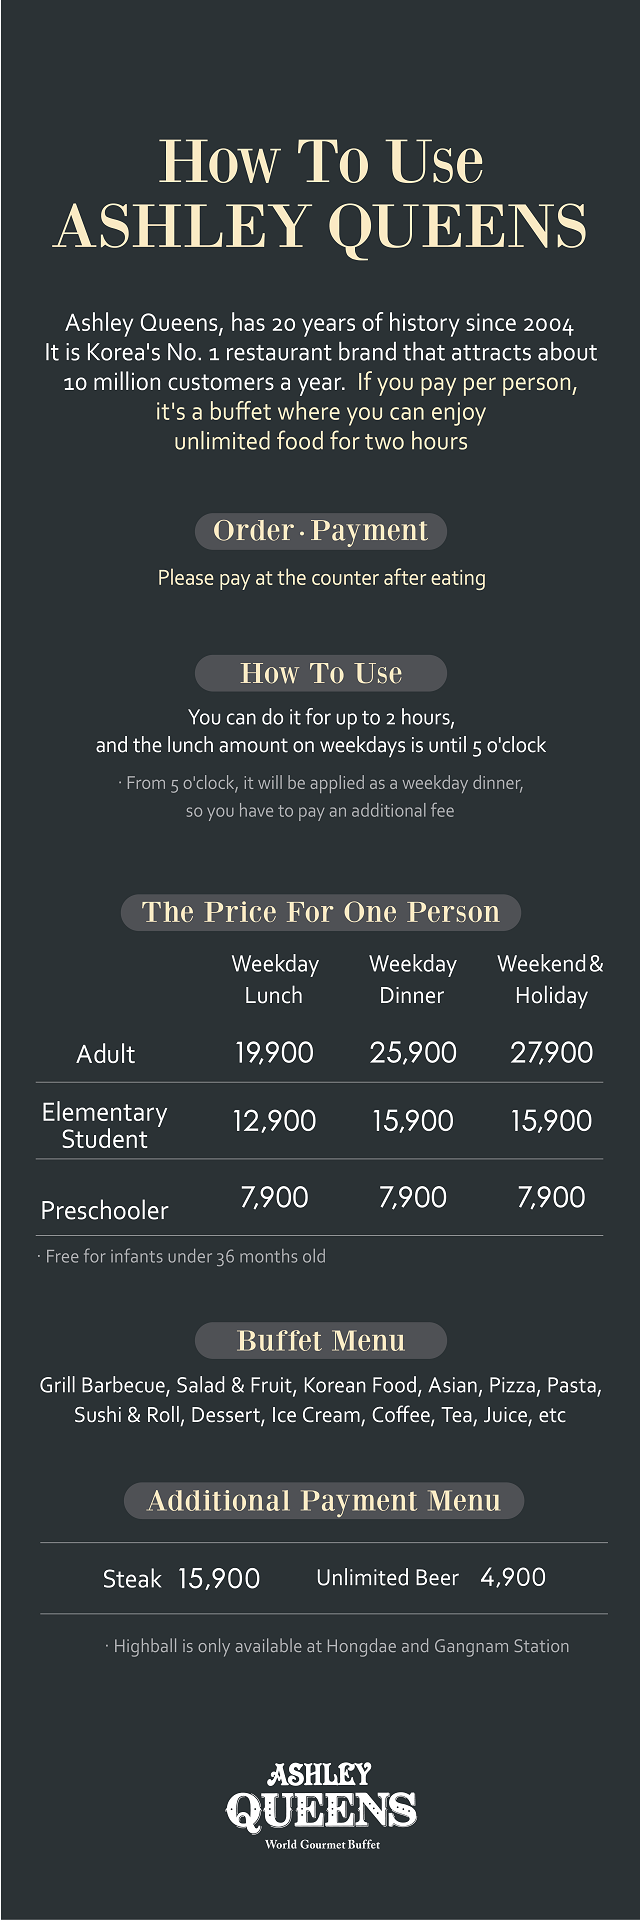 How To Use
ASHLEY QUEENS
Ashley Queens, has 20 years of history since 2004
It is Korea's No. 1 restaurant brand that attracts about
10 million customers a year. If you pay per person,
it's a buffet where you can enjoy
unlimited food for two hours
Order · Payment
Please pay at the counter after eating
How To Use
You can do it for up to 2 hours,
and the lunch amount on weekdays is until 5 o'clock
· From 5 o'clock, it will be applied as a weekday dinner,
so you have to pay an additional fee
The Price For One Person
Weekday Lunch Weekday Dinner Weekend & Holiday
Adult 19,900 25,900 27,900
Elementary Student 12,900 15,900 15,900
Preschooler 7,900 7,900 7,900
· Free for infants under 36 months old
Buffet Menu
Grill Barbecue, Salad & Fruit, Korean Food, Asian, Pizza, Pasta,
Sushi & Roll, Dessert, Ice Cream, Coffee, Tea, Juice, etc
Additional Payment Menu
Steak 15,900 Unlimited Beer 4,900
· Highball is only available at Hongdae and Gangnam Station
ASHLEY
QUEENS
World Gourmet Buffet